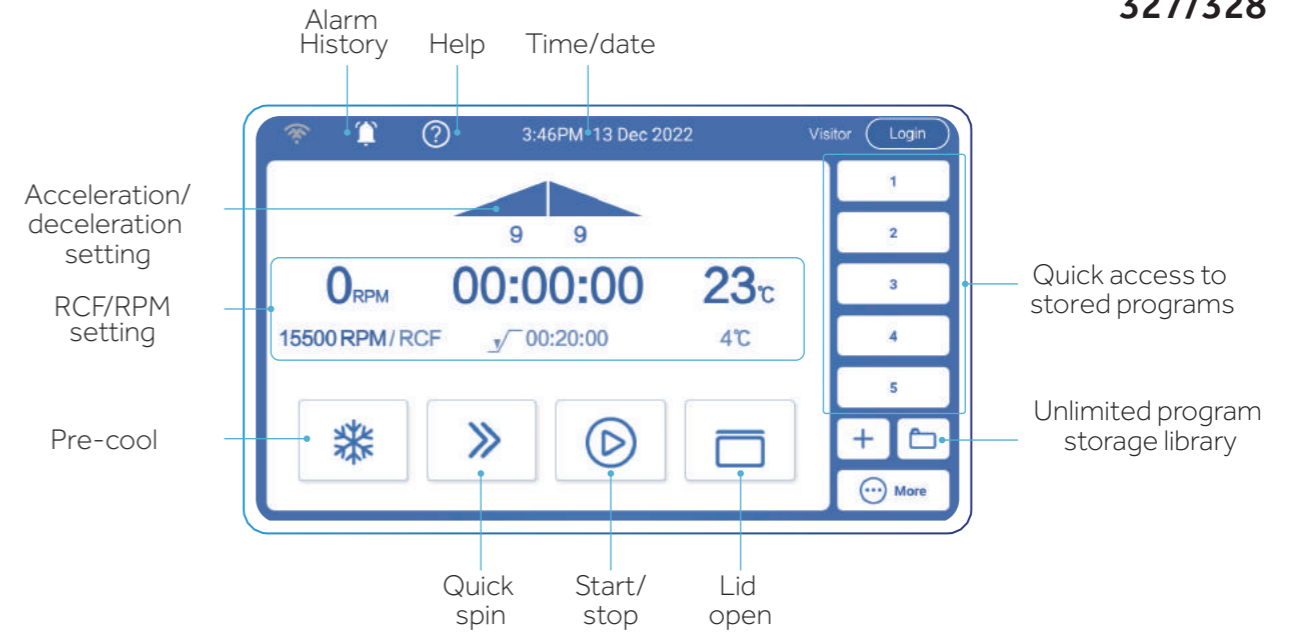 327/328
Alarm
History
Help
Time/date
3:46PM 13 Dec 2022
Visitor
Login
Acceleration/
deceleration
setting
9 9
RCF/RPM
setting
0RPM 00:00:00 23℃
15500 RPM/RCF 00:20:00 4℃
1
2
3
4
5
Quick access to
stored programs
Pre-cool
Unlimited program
storage library
More
Quick
spin
Start/
stop
Lid
open